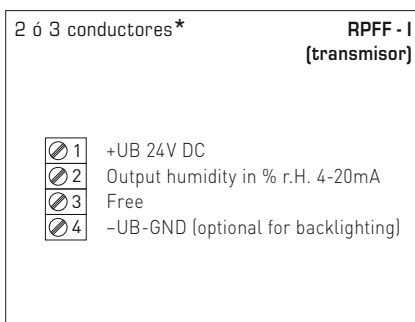 2 ó 3 conductores* RPFF - I
(transmisor)
1 +UB 24V DC
2 Output humidity in % r.H. 4-20mA
3 Free
4 –UB-GND (optional for backlighting)